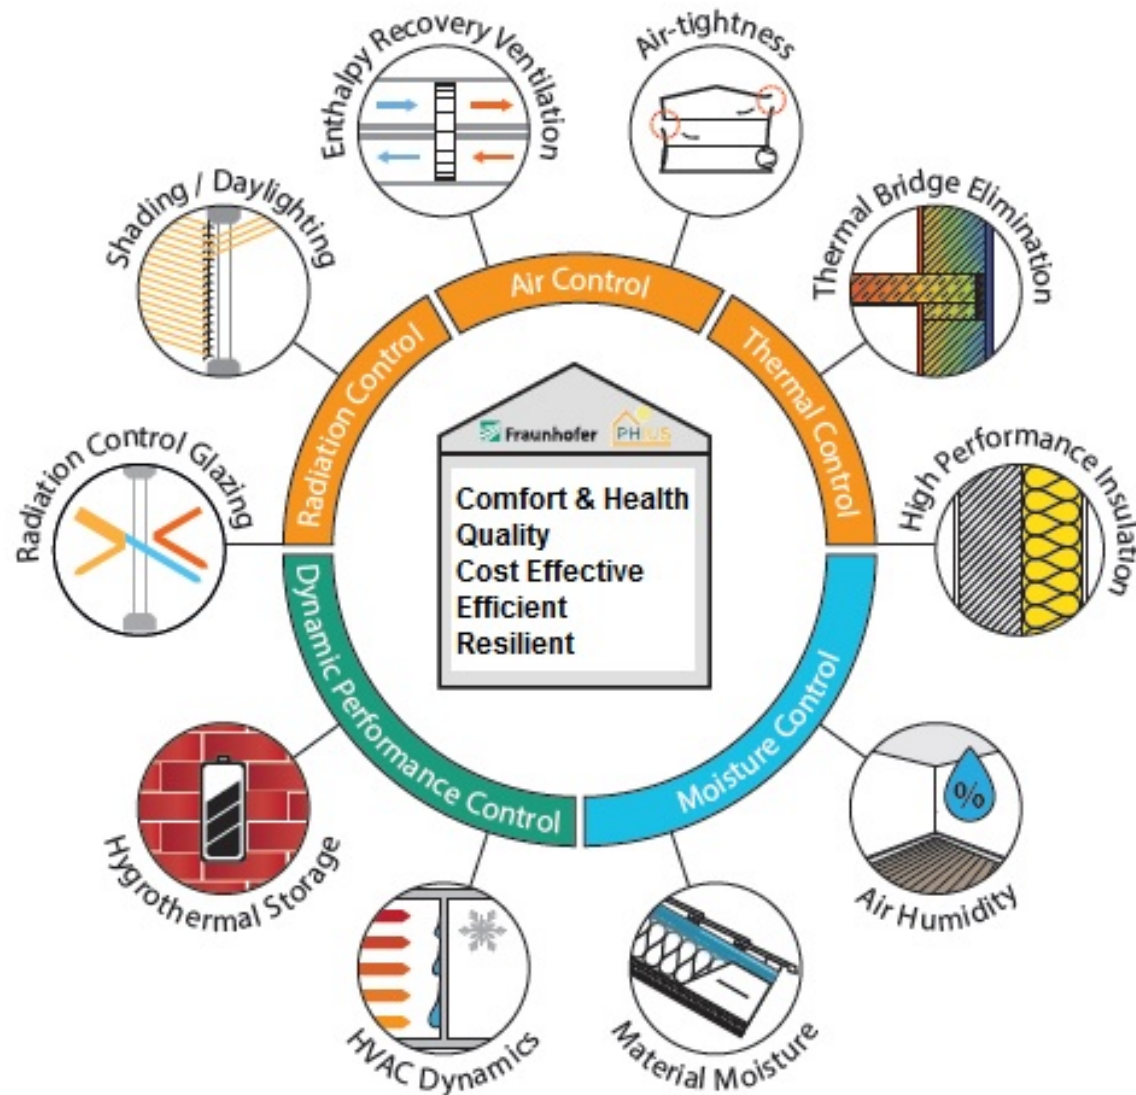 Enthalpy Recovery Ventilation
Air-tightness
Shading / Daylighting
Thermal Bridge Elimination
Air Control
Radiation Control
Thermal Control
Fraunhofer
PHIUS
Radiation Control Glazing
High Performance Insulation
Comfort & Health
Quality
Cost Effective
Efficient
Resilient
Dynamic Performance Control
Moisture Control
Hygrothermal Storage
%
Air Humidity
HVAC Dynamics
Material Moisture